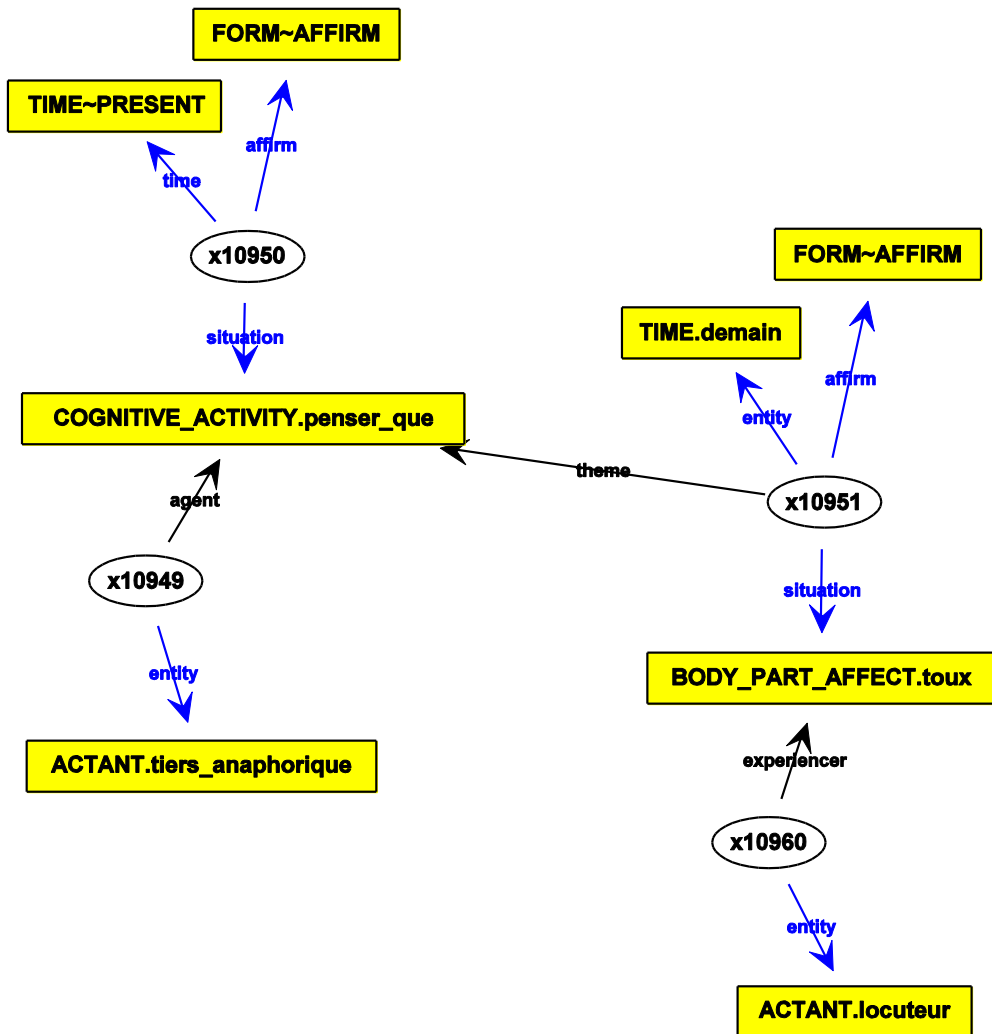 FORM~AFFIRM
TIME~PRESENT
affirm
time
x10950
FORM~AFFIRM
TIME.demain
situation
affirm
COGNITIVE_ACTIVITY.penser_que
entity
theme
agent
x10951
x10949
situation
entity
BODY_PART_AFFECT.toux
ACTANT.tiers_anaphorique
experiencer
x10960
entity
ACTANT.locuteur